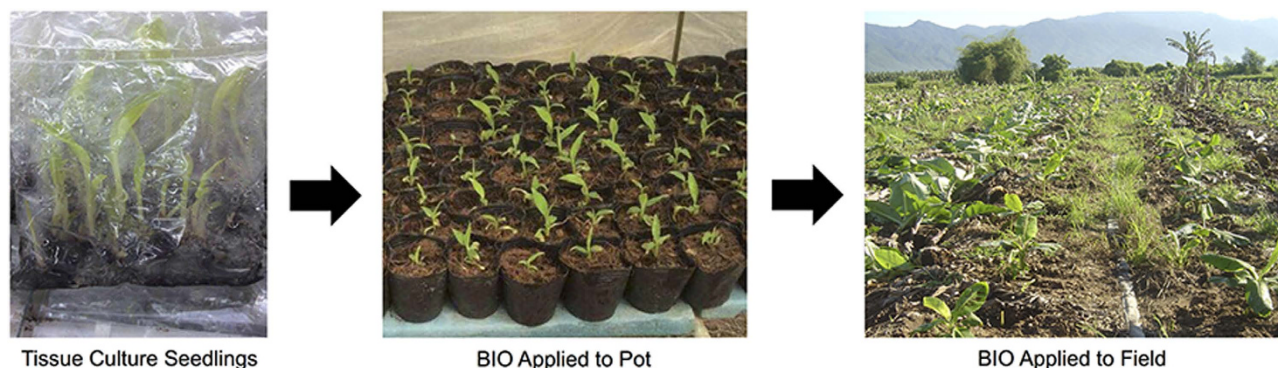 Tissue Culture Seedlings
BIO Applied to Pot
BIO Applied to Field